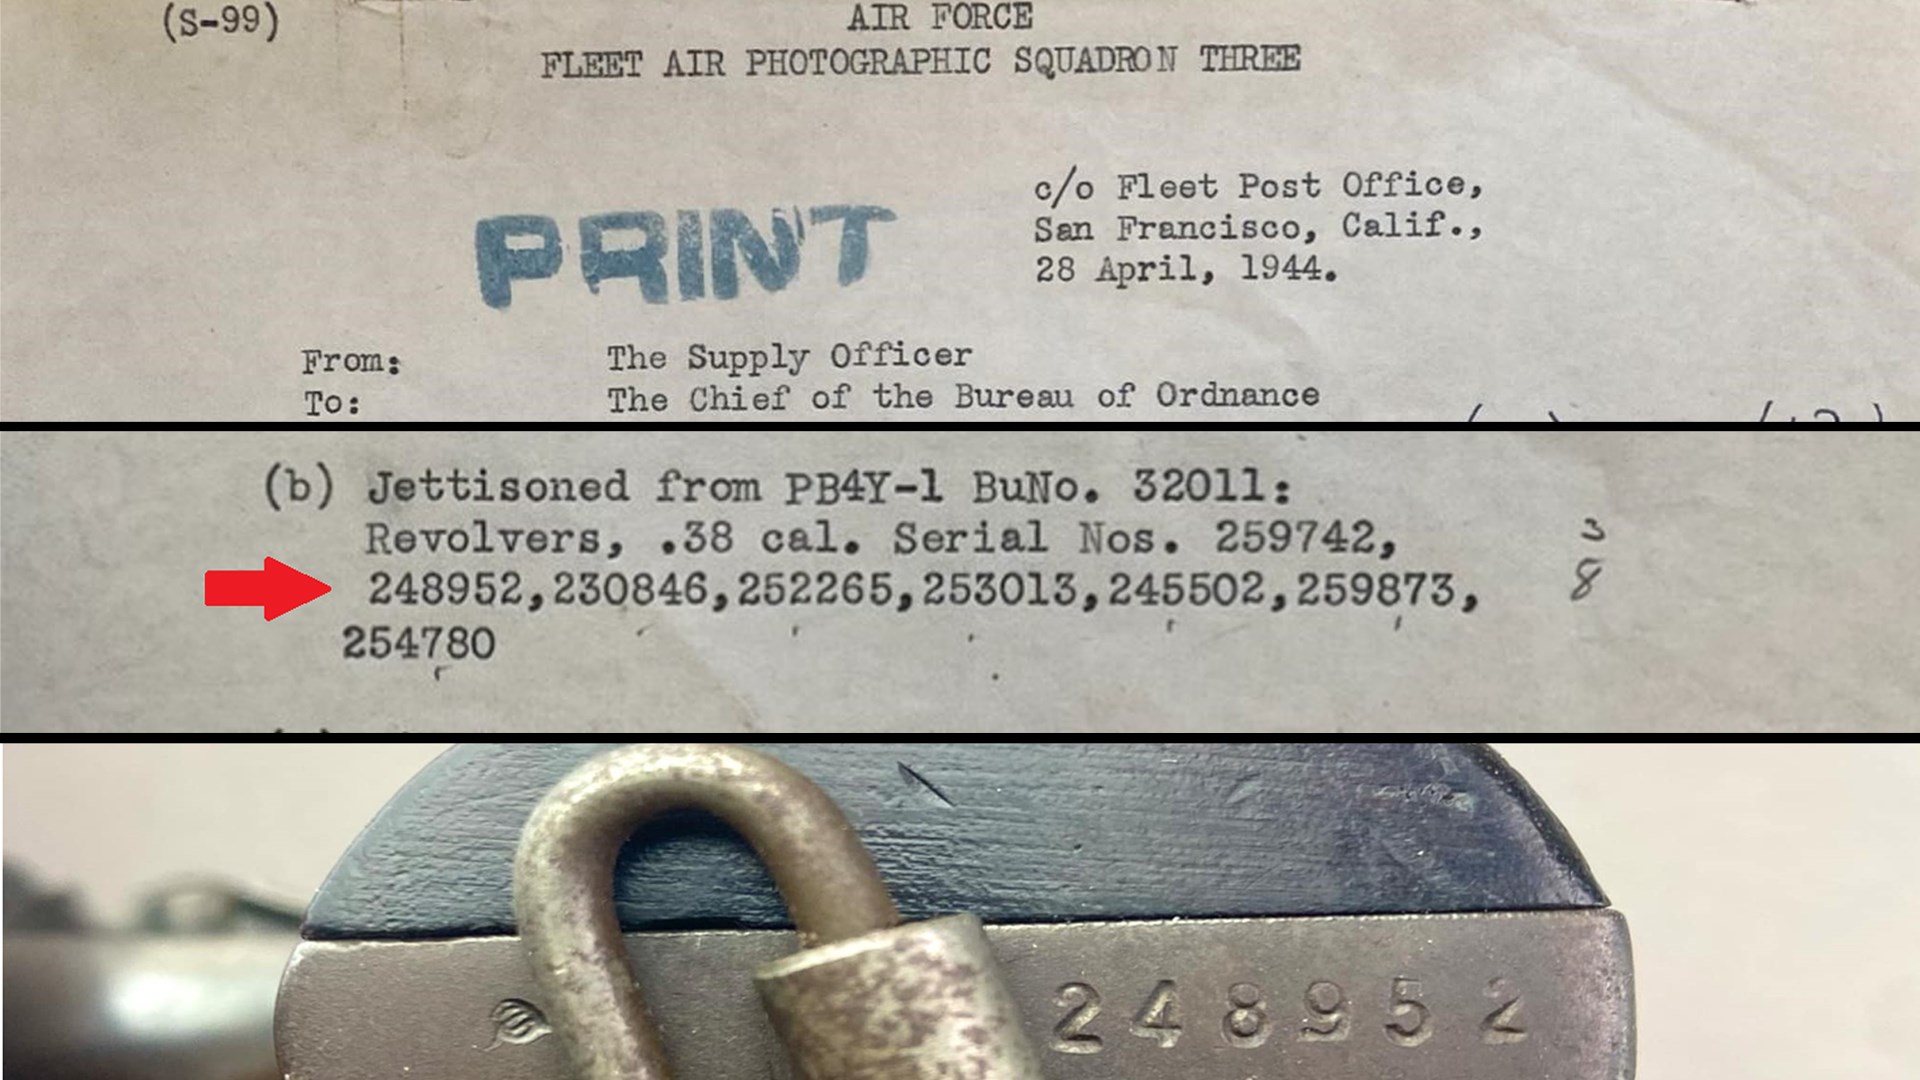 (S-99)
AIR FORCE
FLEET AIR PHOTOGRAPHIC SQUADRON THREE
PRINT
c/o Fleet Post Office,
San Francisco, Calif.,
28 April, 1944.
From: The Supply Officer
To: The Chief of the Bureau of Ordnance
(b) Jettisoned from PB4Y-1 BuNo. 32011:
Revolvers, .38 cal. Serial Nos. 259742, 3
248952,230846,252265,253013,245502,259873, 8
254780
248952